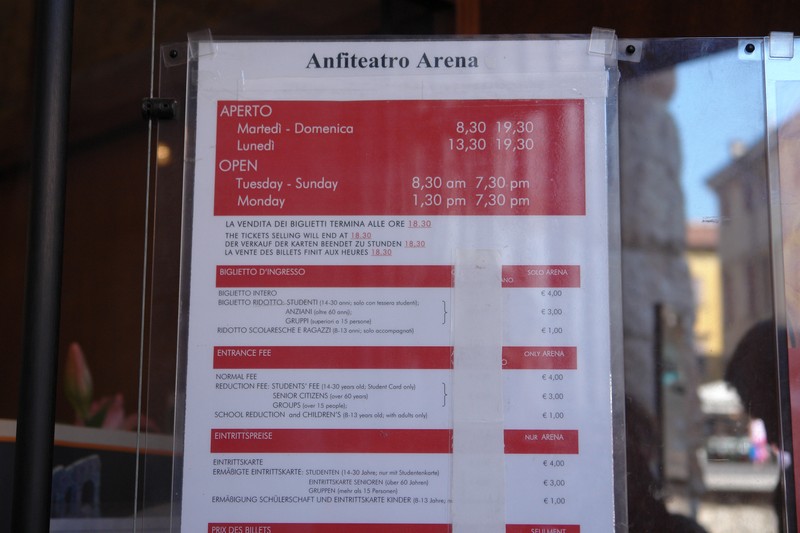 Anfiteatro Arena
APERTO
Martedì - Domenica 8,30 19,30
Lunedì 13,30 19,30
OPEN
Tuesday - Sunday 8,30 am 7,30 pm
Monday 1,30 pm 7,30 pm
LA VENDITA DEI BIGLIETTI TERMINA ALLE ORE 18.30
THE TICKETS SELLING WILL END AT 18.30
DER VERKAUF DER KARTEN BEENDET ZU STUNDEN 18.30
LA VENTE DES BILLETS FINIT AUX HEURES 18.30
BIGLIETTO D'INGRESSO SOLO ARENA
BIGLIETTO INTERO € 4,00
BIGLIETTO RIDOTTO: STUDENTI (14-30 anni; solo con tessera studenti);
ANZIANI (oltre 60 anni); € 3,00
GRUPPI (superiori a 15 persone)
RIDOTTO SCOLARESCHE E RAGAZZI (8-13 anni, solo accompagnati) € 1,00
ENTRANCE FEE ONLY ARENA
NORMAL FEE € 4,00
REDUCTION FEE: STUDENTS' FEE (14-30 years old; Student Card only)
SENIOR CITIZENS (over 60 years) € 3,00
GROUPS (over 15 people);
SCHOOL REDUCTION and CHILDREN'S (8-13 years old; with adults only) € 1,00
EINTRITTSPREISE NUR ARENA
EINTRITTSKARTE € 4,00
ERMÄßIGTE EINTRITTSKARTE: STUDENTEN (14-30 Jahre; nur mit Studentenkarte)
EINTRITTSKARTE SENIOREN (über 60 Jahren) € 3,00
GRUPPEN (mehr als 15 Personen)
ERMÄßIGUNG SCHÜLERSCHAFT UND EINTRITTSKARTE KINDER (8-13 Jahre; € 1,00
PRIX DES BILLETS SEULMENT